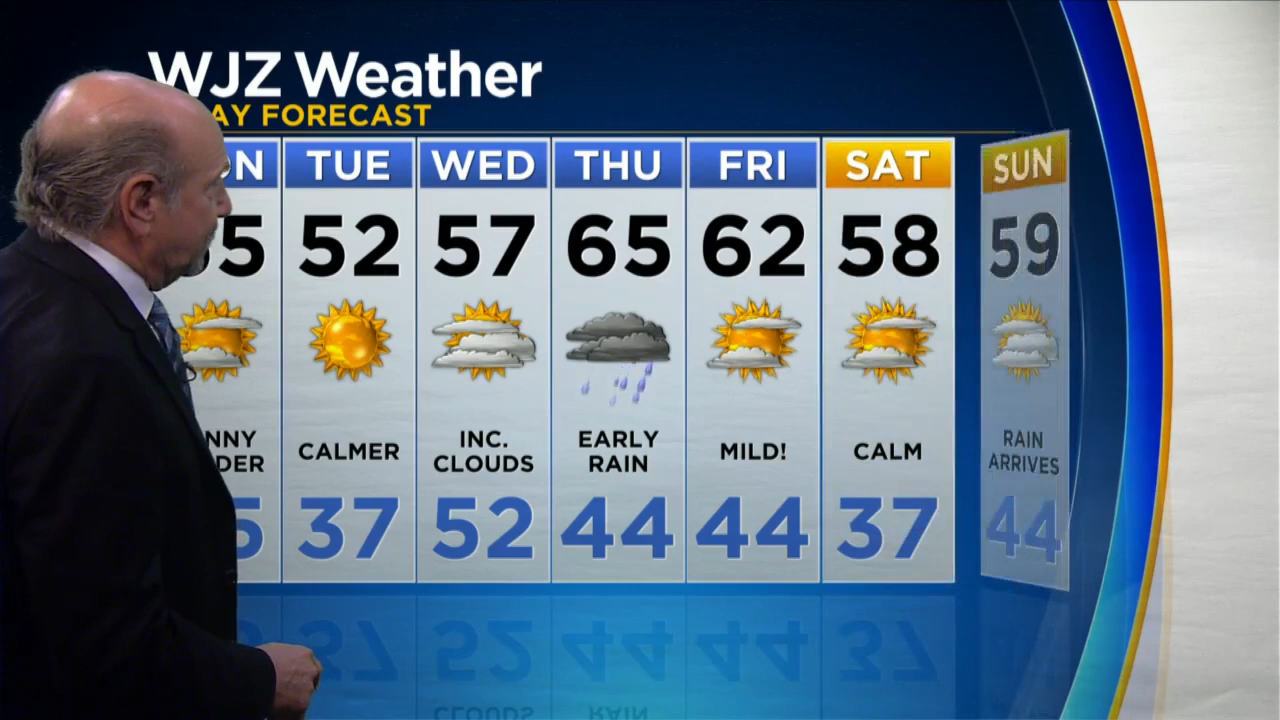 WJZ Weather
AY FORECAST
TUE WED THU FRI SAT SUN
52 57 65 62 58 59
CALMER
INC.
CLOUDS
EARLY
RAIN
MILD!
CALM
RAIN
ARRIVES
37 52 44 44 37 44